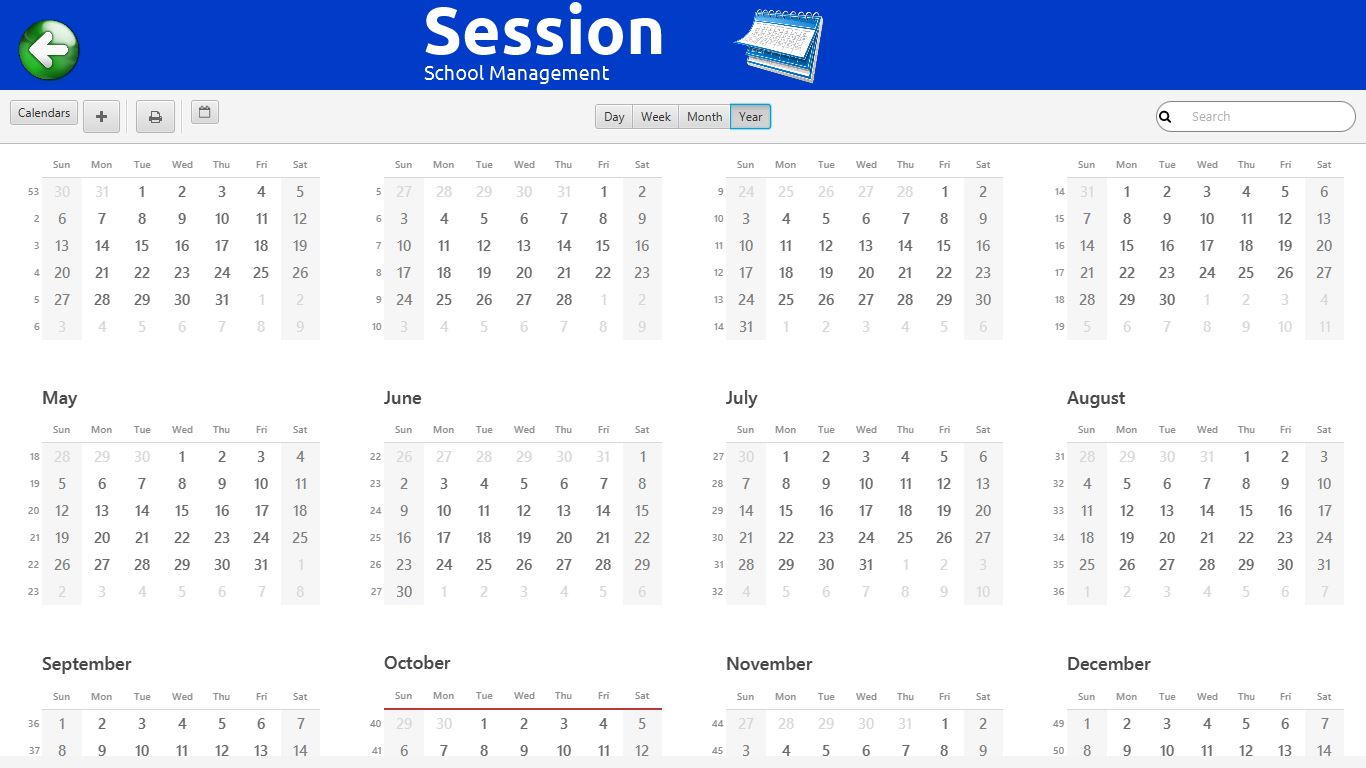 Session
School Management
Calendars Day Week Month Year Search
Sun Mon Tue Wed Thu Fri Sat Sun Mon Tue Wed Thu Fri Sat Sun Mon Tue Wed Thu Fri Sat Sun Mon Tue Wed Thu Fri Sat
53 30 31 1 2 3 4 5 5 27 28 29 30 31 1 2 9 24 25 26 27 28 1 2 14 31 1 2 3 4 5 6
2 6 7 8 9 10 11 12 6 3 4 5 6 7 8 9 10 3 4 5 6 7 8 9 15 7 8 9 10 11 12 13
3 13 14 15 16 17 18 19 7 10 11 12 13 14 15 16 11 10 11 12 13 14 15 16 16 14 15 16 17 18 19 20
4 20 21 22 23 24 25 26 8 17 18 19 20 21 22 23 12 17 18 19 20 21 22 23 17 21 22 23 24 25 26 27
5 27 28 29 30 31 1 2 9 24 25 26 27 28 1 2 13 24 25 26 27 28 29 30 18 28 29 30 1 2 3 4
6 3 4 5 6 7 8 9 10 3 4 5 6 7 8 9 14 31 1 2 3 4 5 6 19 5 6 7 8 9 10 11
May June July August
Sun Mon Tue Wed Thu Fri Sat Sun Mon Tue Wed Thu Fri Sat Sun Mon Tue Wed Thu Fri Sat Sun Mon Tue Wed Thu Fri Sat
18 28 29 30 1 2 3 4 22 26 27 28 29 30 31 1 27 30 1 2 3 4 5 6 31 28 29 30 31 1 2 3
19 5 6 7 8 9 10 11 23 2 3 4 5 6 7 8 28 7 8 9 10 11 12 13 32 4 5 6 7 8 9 10
20 12 13 14 15 16 17 18 24 9 10 11 12 13 14 15 29 14 15 16 17 18 19 20 33 11 12 13 14 15 16 17
21 19 20 21 22 23 24 25 25 16 17 18 19 20 21 22 30 21 22 23 24 25 26 27 34 18 19 20 21 22 23 24
22 26 27 28 29 30 31 1 26 23 24 25 26 27 28 29 31 28 29 30 31 1 2 3 35 25 26 27 28 29 30 31
23 2 3 4 5 6 7 8 27 30 1 2 3 4 5 6 32 4 5 6 7 8 9 10 36 1 2 3 4 5 6 7
September October November December
Sun Mon Tue Wed Thu Fri Sat Sun Mon Tue Wed Thu Fri Sat Sun Mon Tue Wed Thu Fri Sat Sun Mon Tue Wed Thu Fri Sat
36 1 2 3 4 5 6 7 40 29 30 1 2 3 4 5 44 27 28 29 30 31 1 2 49 1 2 3 4 5 6 7
37 8 9 10 11 12 13 14 41 6 7 8 9 10 11 12 45 3 4 5 6 7 8 9 50 8 9 10 11 12 13 14